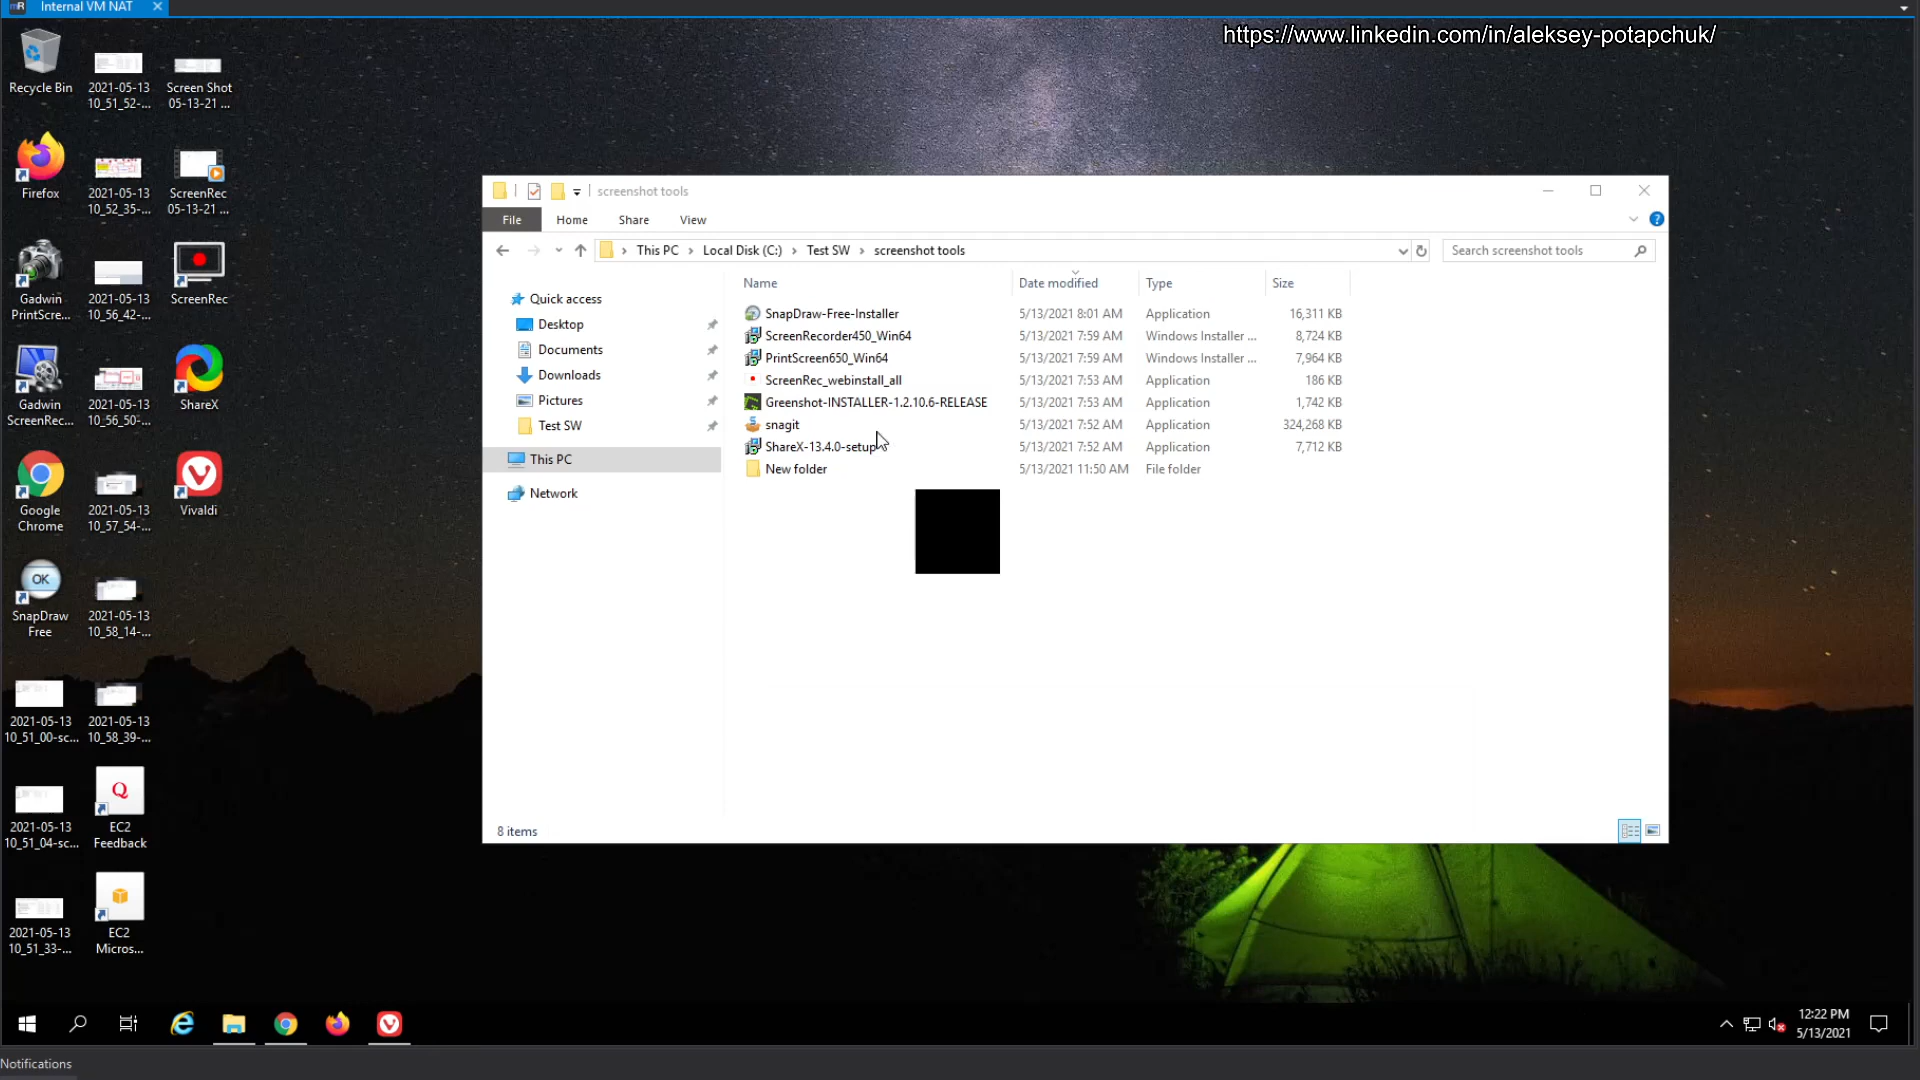 Internal VM NAT
https://www.linkedin.com/in/aleksey-potapchuk/
Recycle Bin
2021-05-13
10_51_52-...
Screen Shot
05-13-21 ...
Firefox
2021-05-13
10_52_35-...
ScreenRec
05-13-21 ...
Gadwin
PrintScre...
2021-05-13
10_56_42-...
ScreenRec
Gadwin
ScreenRec...
2021-05-13
10_56_50-...
ShareX
Google
Chrome
2021-05-13
10_57_54-...
Vivaldi
OK
SnapDraw
Free
2021-05-13
10_58_14-...
2021-05-13
10_51_00-sc...
2021-05-13
10_58_39-...
2021-05-13
10_51_04-sc...
Q
EC2
Feedback
2021-05-13
10_51_33-...
EC2
Micros...
screenshot tools
File
Home
Share
View
This PC
Local Disk (C:)
Test SW
screenshot tools
Search screenshot tools
Quick access
Desktop
Documents
Downloads
Pictures
Test SW
This PC
Network
Name Date modified Type Size
SnapDraw-Free-Installer 5/13/2021 8:01 AM Application 16,311 KB
ScreenRecorder450_Win64 5/13/2021 7:59 AM Windows Installer ... 8,724 KB
PrintScreen650_Win64 5/13/2021 7:59 AM Windows Installer ... 7,964 KB
ScreenRec_webinstall_all 5/13/2021 7:53 AM Application 186 KB
Greenshot-INSTALLER-1.2.10.6-RELEASE 5/13/2021 7:53 AM Application 1,742 KB
snagit 5/13/2021 7:52 AM Application 324,268 KB
ShareX-13.4.0-setup 5/13/2021 7:52 AM Application 7,712 KB
New folder 5/13/2021 11:50 AM File folder
8 items
12:22 PM
5/13/2021
Notifications